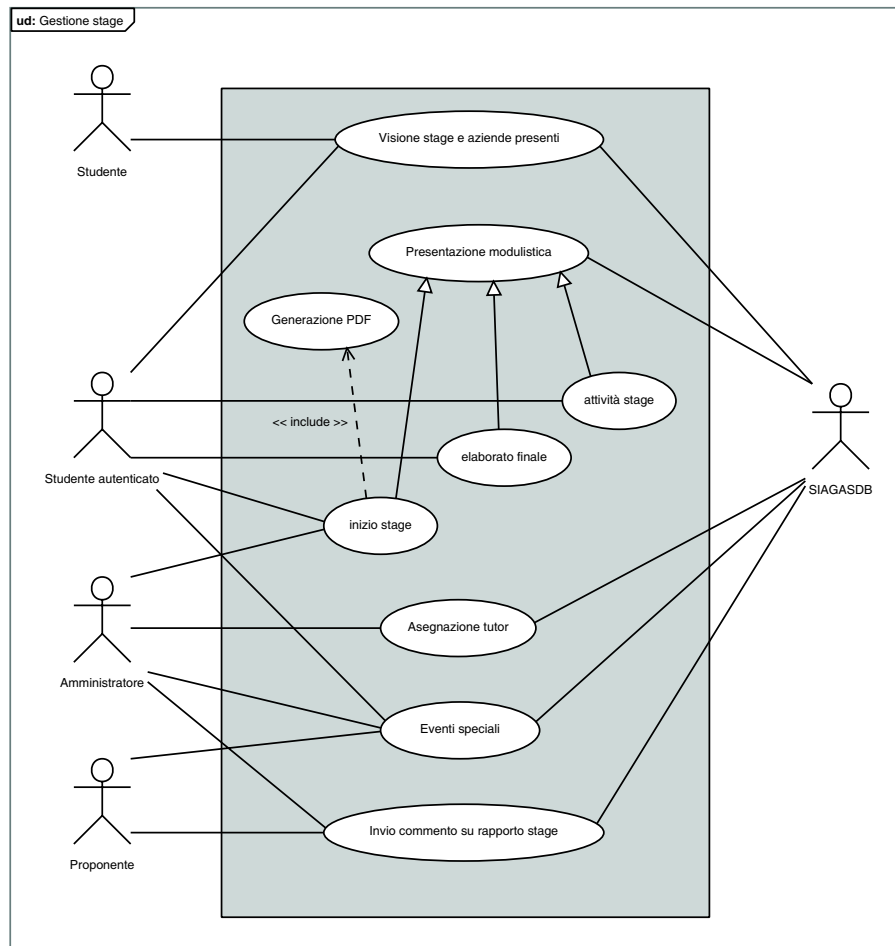 ud: Gestione stage
Studente
Visione stage e aziende presenti
Presentazione modulistica
Generazione PDF
attività stage
<< include >>
elaborato finale
Studente autenticato
SIAGASDB
inizio stage
Asegnazione tutor
Amministratore
Eventi speciali
Invio commento su rapporto stage
Proponente